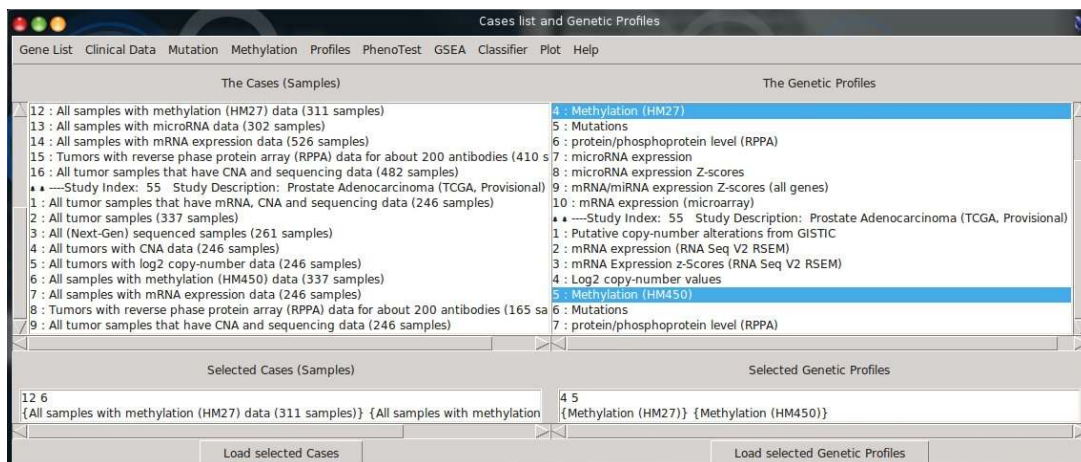 Cases list and Genetic Profiles
Gene List Clinical Data Mutation Methylation Profiles PhenoTest GSEA Classifier Plot Help
The Cases (Samples)
12 : All samples with methylation (HM27) data (311 samples)
13 : All samples with microRNA data (302 samples)
14 : All samples with mRNA expression data (526 samples)
15 : Tumors with reverse phase protein array (RPPA) data for about 200 antibodies (410 s
16 : All tumor samples that have CNA and sequencing data (482 samples)
----Study Index: 55 Study Description: Prostate Adenocarcinoma (TCGA, Provisional)
1 : All tumor samples that have mRNA, CNA and sequencing data (246 samples)
2 : All tumor samples (337 samples)
3 : All (Next-Gen) sequenced samples (261 samples)
4 : All tumors with CNA data (246 samples)
5 : All tumors with log2 copy-number data (246 samples)
6 : All samples with methylation (HM450) data (337 samples)
7 : All samples with mRNA expression data (246 samples)
8 : Tumors with reverse phase protein array (RPPA) data for about 200 antibodies (165 sa
9 : All tumor samples that have CNA and sequencing data (246 samples)
The Genetic Profiles
4 : Methylation (HM27)
5 : Mutations
6 : protein/phosphoprotein level (RPPA)
7 : microRNA expression
8 : microRNA expression Z-scores
9 : mRNA/miRNA expression Z-scores (all genes)
10 : mRNA expression (microarray)
----Study Index: 55 Study Description: Prostate Adenocarcinoma (TCGA, Provisional)
1 : Putative copy-number alterations from GISTIC
2 : mRNA expression (RNA Seq V2 RSEM)
3 : mRNA Expression z-Scores (RNA Seq V2 RSEM)
4 : Log2 copy-number values
5 : Methylation (HM450)
6 : Mutations
7 : protein/phosphoprotein level (RPPA)
Selected Cases (Samples)
12 6
{All samples with methylation (HM27) data (311 samples)} {All samples with methylation
Load selected Cases
Selected Genetic Profiles
4 5
{Methylation (HM27)} {Methylation (HM450)}
Load selected Genetic Profiles